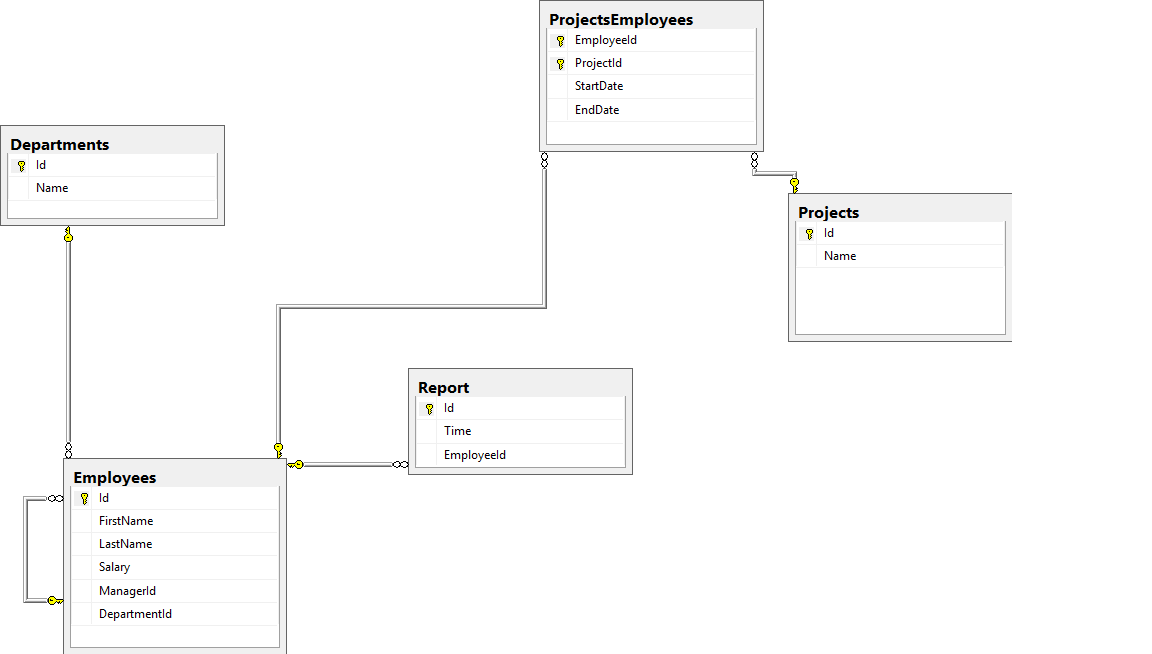 ProjectsEmployees
EmployeeId
ProjectId
StartDate
EndDate
Departments
Id
Name
Projects
Id
Name
Report
Id
Time
EmployeeId
Employees
Id
FirstName
LastName
Salary
ManagerId
DepartmentId